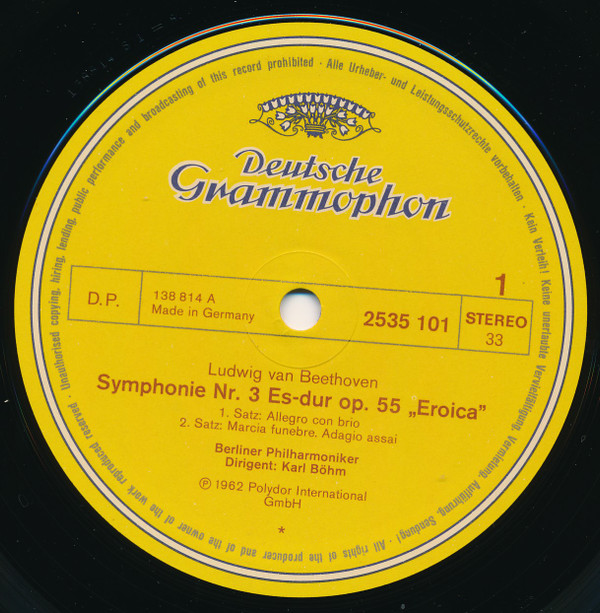 Deutsche
Grammophon
D.P.
138 814 A
Made in Germany
2535 101
1
STEREO
33
Ludwig van Beethoven
Symphonie Nr. 3 Es-dur op. 55 „Eroica”
1. Satz: Allegro con brio
2. Satz: Marcia funebre. Adagio assai
Berliner Philharmoniker
Dirigent: Karl Böhm
Ⓟ 1962 Polydor International
GmbH
*
Alle Urheber- und Leistungsschutzrechte vorbehalten · Kein Verleih! Keine unerlaubte Vervielfältigung, Vermietung, Aufführung, Sendung! · All rights of the producer and of the owner of the work reproduced reserved · Unauthorised copying, hiring, lending, public performance and broadcasting of this record prohibited ·